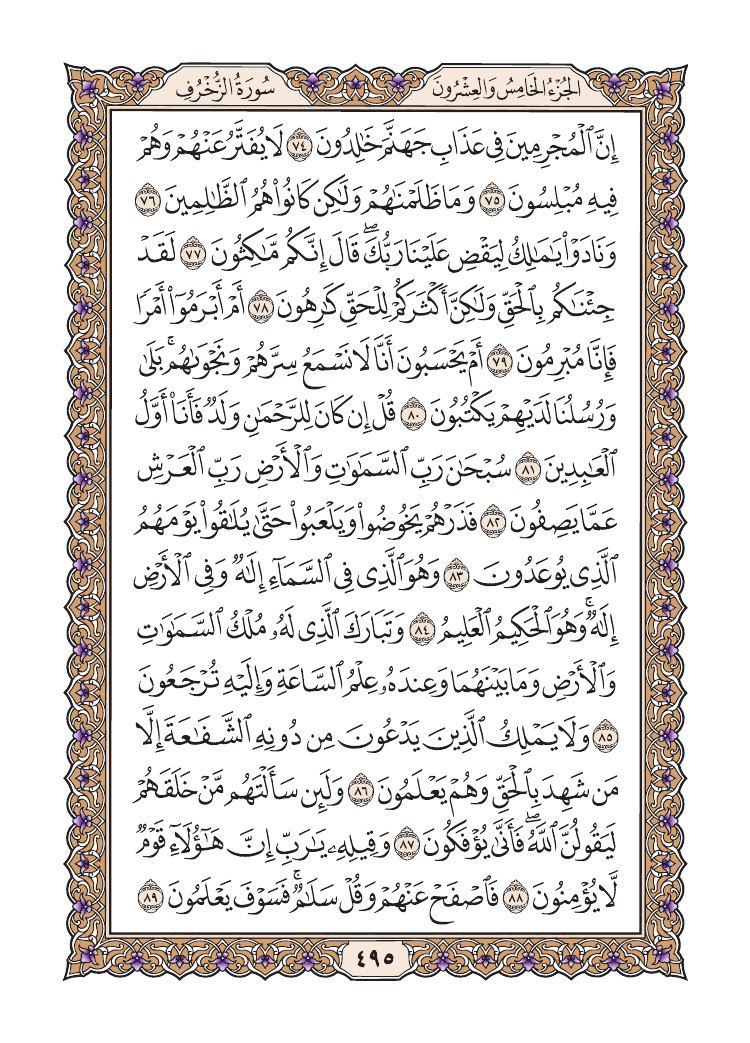 سُورَةُ الزُّخْرُفِ
الجُزْءُ الخَامِسُ وَالعِشْرُونَ
إِنَّ ٱلْمُجْرِمِينَ فِى عَذَابِ جَهَنَّمَ خَٰلِدُونَ ٧٤ لَا يُفَتَّرُ عَنْهُمْ وَهُمْ
فِيهِ مُبْلِسُونَ ٧٥ وَمَا ظَلَمْنَٰهُمْ وَلَٰكِن كَانُوا۟ هُمُ ٱلظَّٰلِمِينَ ٧٦
وَنَادَوْا۟ يَٰمَٰلِكُ لِيَقْضِ عَلَيْنَا رَبُّكَ ۖ قَالَ إِنَّكُم مَّٰكِثُونَ ٧٧ لَقَدْ
جِئْنَٰكُم بِٱلْحَقِّ وَلَٰكِنَّ أَكْثَرَكُمْ لِلْحَقِّ كَٰرِهُونَ ٧٨ أَمْ أَبْرَمُوٓا۟ أَمْرًا
فَإِنَّا مُبْرِمُونَ ٧٩ أَمْ يَحْسَبُونَ أَنَّا لَا نَسْمَعُ سِرَّهُمْ وَنَجْوَىٰهُم ۚ بَلَىٰ
وَرُسُلُنَا لَدَيْهِمْ يَكْتُبُونَ ٨٠ قُلْ إِن كَانَ لِلرَّحْمَٰنِ وَلَدٌ فَأَنَا۠ أَوَّلُ
ٱلْعَٰبِدِينَ ٨١ سُبْحَٰنَ رَبِّ ٱلسَّمَٰوَٰتِ وَٱلْأَرْضِ رَبِّ ٱلْعَرْشِ
عَمَّا يَصِفُونَ ٨٢ فَذَرْهُمْ يَخُوضُوا۟ وَيَلْعَبُوا۟ حَتَّىٰ يُلَٰقُوا۟ يَوْمَهُمُ
ٱلَّذِى يُوعَدُونَ ٨٣ وَهُوَ ٱلَّذِى فِى ٱلسَّمَآءِ إِلَٰهٌ وَفِى ٱلْأَرْضِ
إِلَٰهٌ ۚ وَهُوَ ٱلْحَكِيمُ ٱلْعَلِيمُ ٨٤ وَتَبَارَكَ ٱلَّذِى لَهُۥ مُلْكُ ٱلسَّمَٰوَٰتِ
وَٱلْأَرْضِ وَمَا بَيْنَهُمَا وَعِندَهُۥ عِلْمُ ٱلسَّاعَةِ وَإِلَيْهِ تُرْجَعُونَ
٨٥ وَلَا يَمْلِكُ ٱلَّذِينَ يَدْعُونَ مِن دُونِهِ ٱلشَّفَٰعَةَ إِلَّا
مَن شَهِدَ بِٱلْحَقِّ وَهُمْ يَعْلَمُونَ ٨٦ وَلَئِن سَأَلْتَهُم مَّنْ خَلَقَهُمْ
لَيَقُولُنَّ ٱللَّهُ ۖ فَأَنَّىٰ يُؤْفَكُونَ ٨٧ وَقِيلِهِۦ يَٰرَبِّ إِنَّ هَٰٓؤُلَآءِ قَوْمٌ
لَّا يُؤْمِنُونَ ٨٨ فَٱصْفَحْ عَنْهُمْ وَقُلْ سَلَٰمٌ ۚ فَسَوْفَ يَعْلَمُونَ ٨٩
٤٩٥